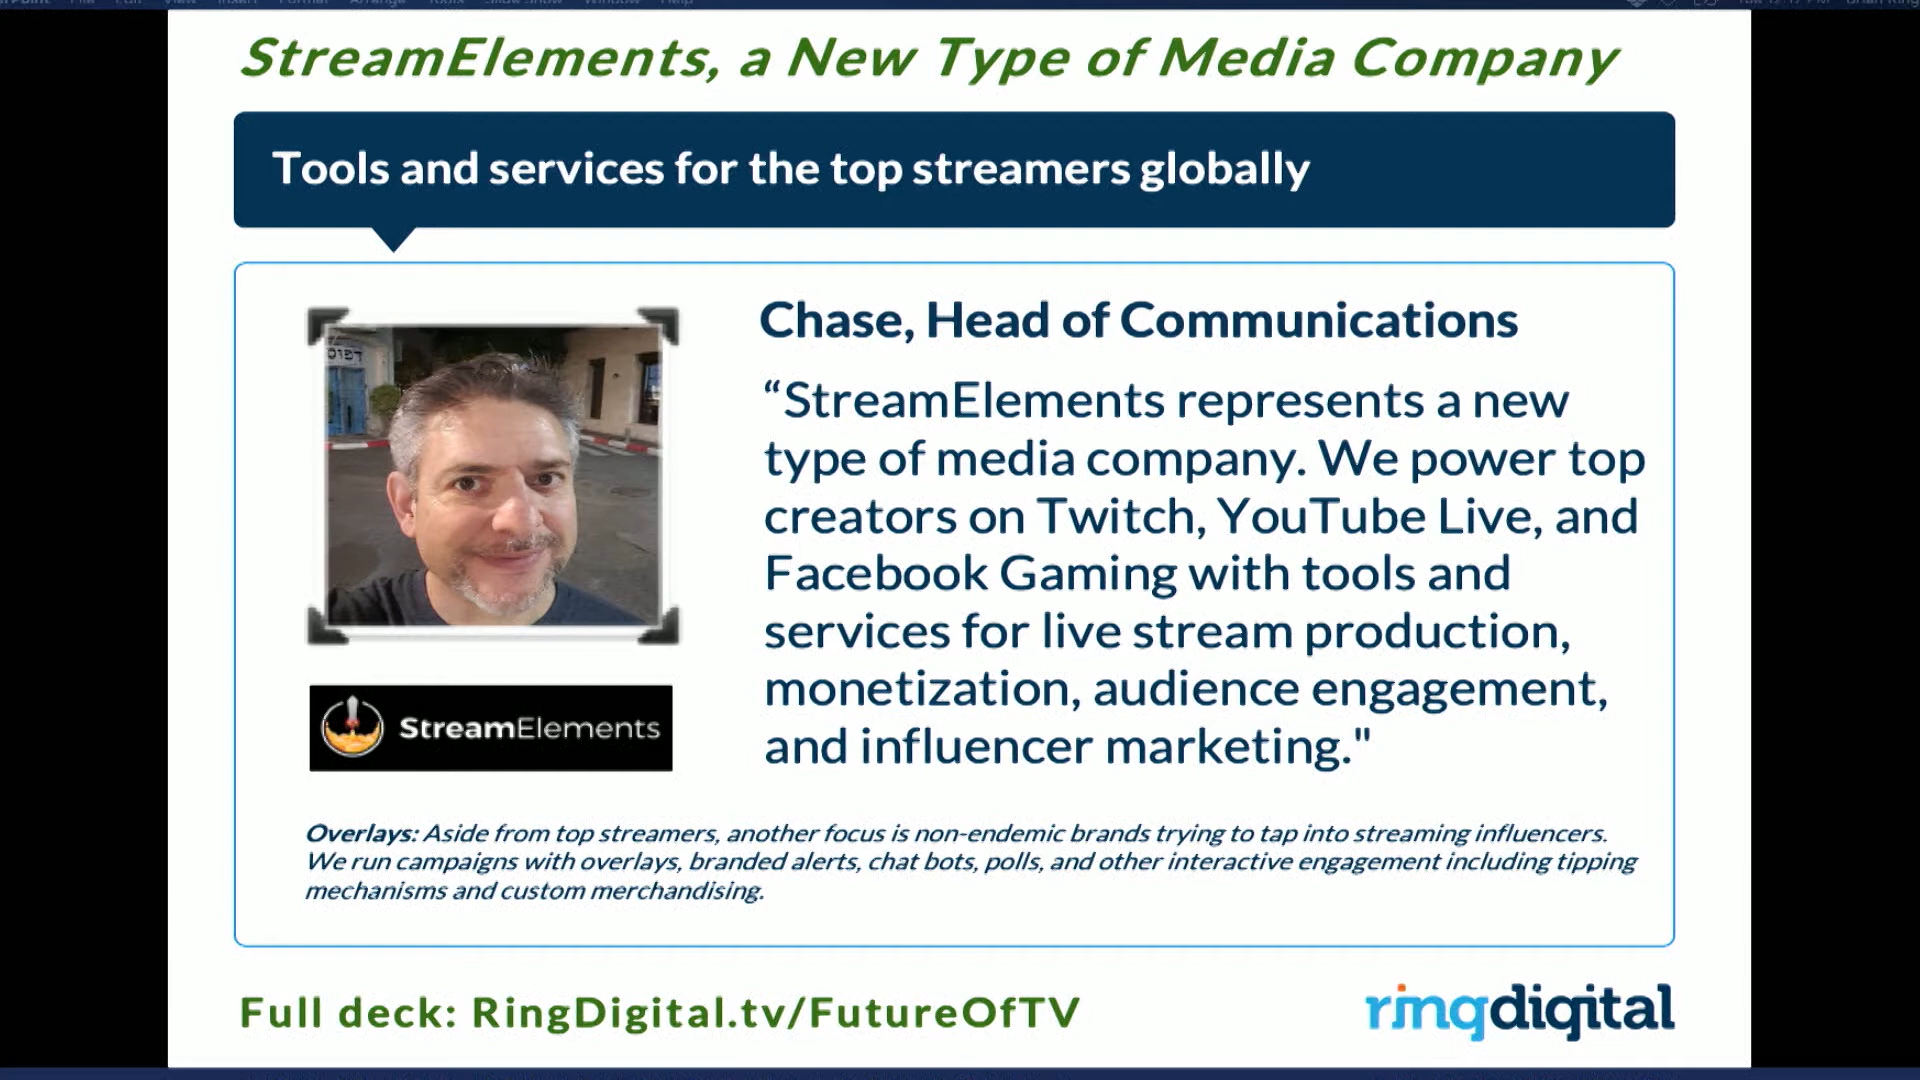 StreamElements, a New Type of Media Company
Tools and services for the top streamers globally
דפוס
Chase, Head of Communications
“StreamElements represents a new
type of media company. We power top
creators on Twitch, YouTube Live, and
Facebook Gaming with tools and
services for live stream production,
monetization, audience engagement,
and influencer marketing."
StreamElements
Overlays: Aside from top streamers, another focus is non-endemic brands trying to tap into streaming influencers.
We run campaigns with overlays, branded alerts, chat bots, polls, and other interactive engagement including tipping
mechanisms and custom merchandising.
Full deck: RingDigital.tv/FutureOfTV
ringdigital